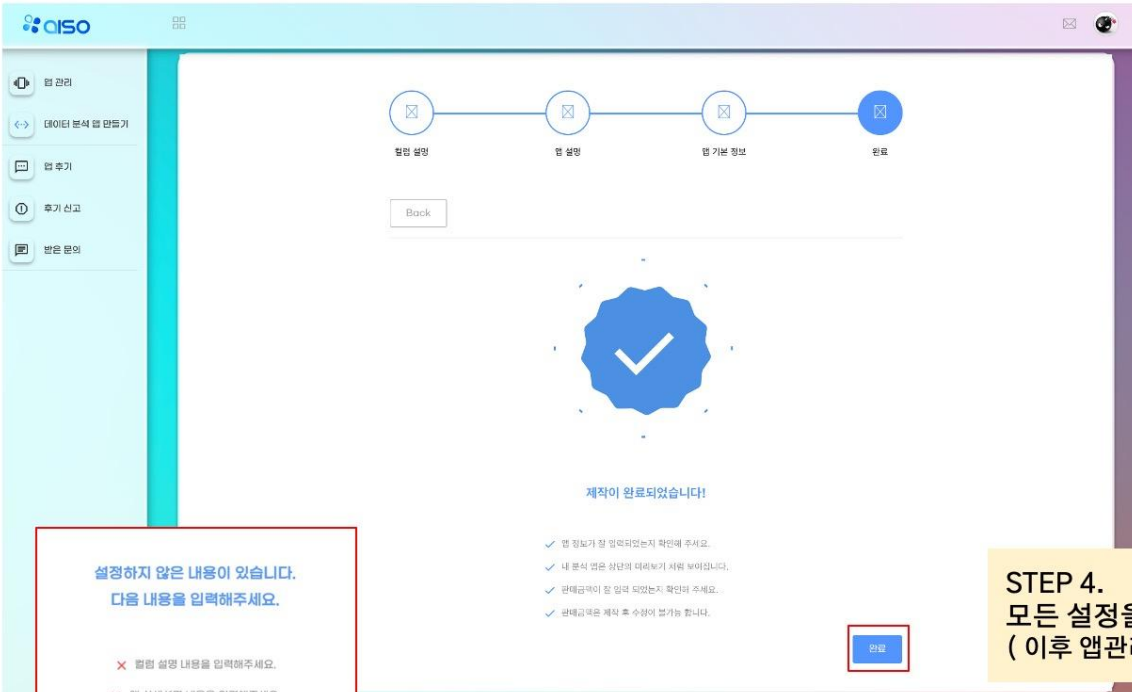 aiso
앱 관리
데이터 분석 앱 만들기
앱 후기
후기 신고
받은 문의
컬럼 설명
앱 설명
앱 기본 정보
완료
Back
제작이 완료되었습니다!
앱 정보가 잘 입력되었는지 확인해 주세요.
내 분석 앱은 상단의 미리보기 처럼 보여집니다.
판매금액이 잘 입력 되었는지 확인해 주세요.
판매금액은 제작 후 수정이 불가능 합니다.
완료
설정하지 않은 내용이 있습니다.
다음 내용을 입력해주세요.
컬럼 설명 내용을 입력해주세요.
STEP 4.
모든 설정을
( 이후 앱관리